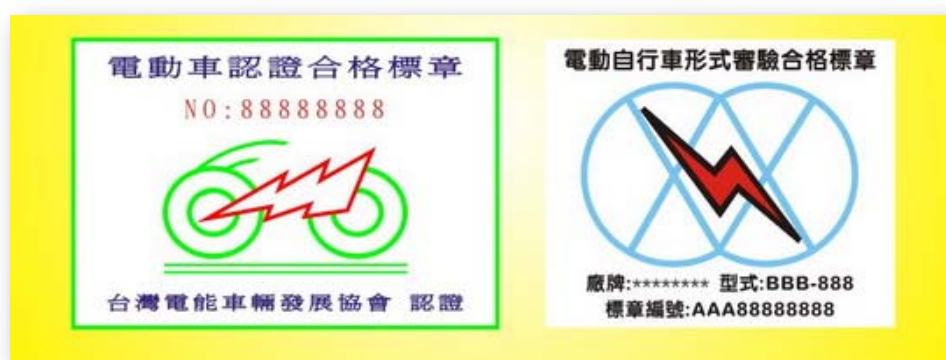 電動車認證合格標章
NO:88888888
台灣電能車輛發展協會 認證
電動自行車形式審驗合格標章
廠牌:******** 型式:BBB-888
標章編號:AAA88888888